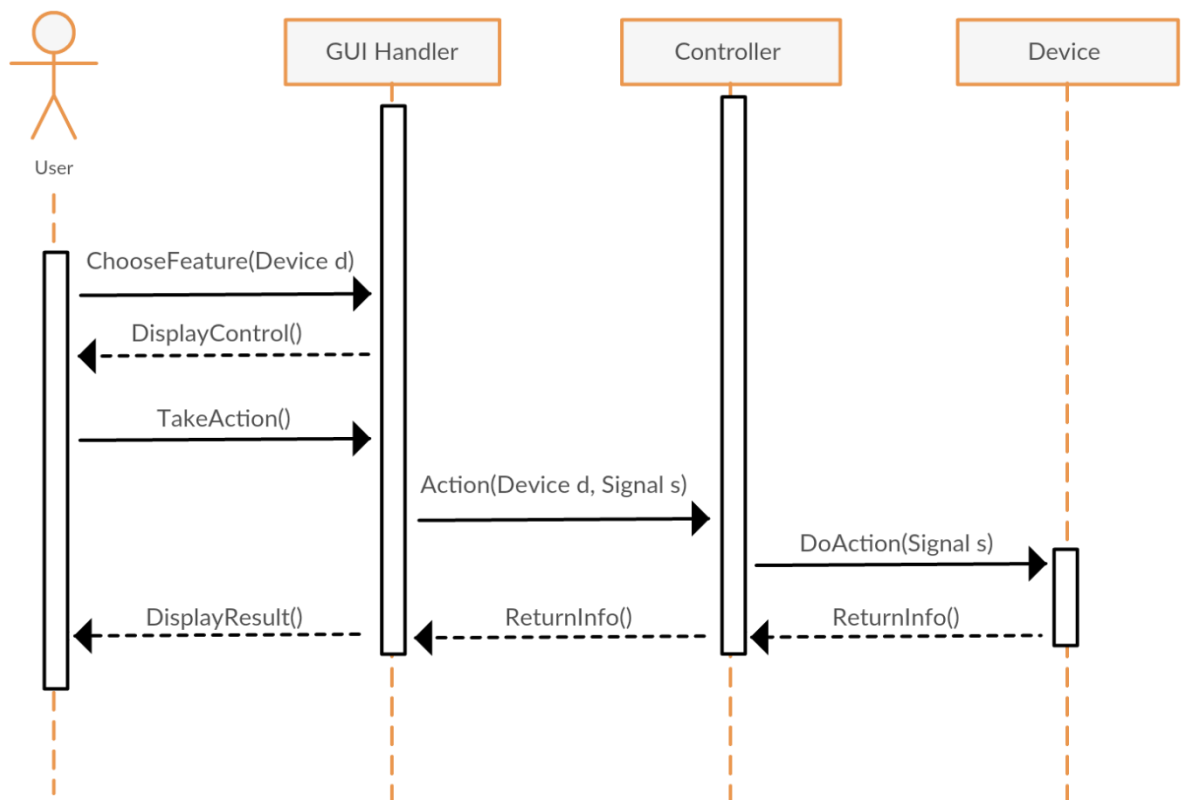 GUI Handler
Controller
Device
User
ChooseFeature(Device d)
DisplayControl()
TakeAction()
Action(Device d, Signal s)
DoAction(Signal s)
DisplayResult()
ReturnInfo()
ReturnInfo()